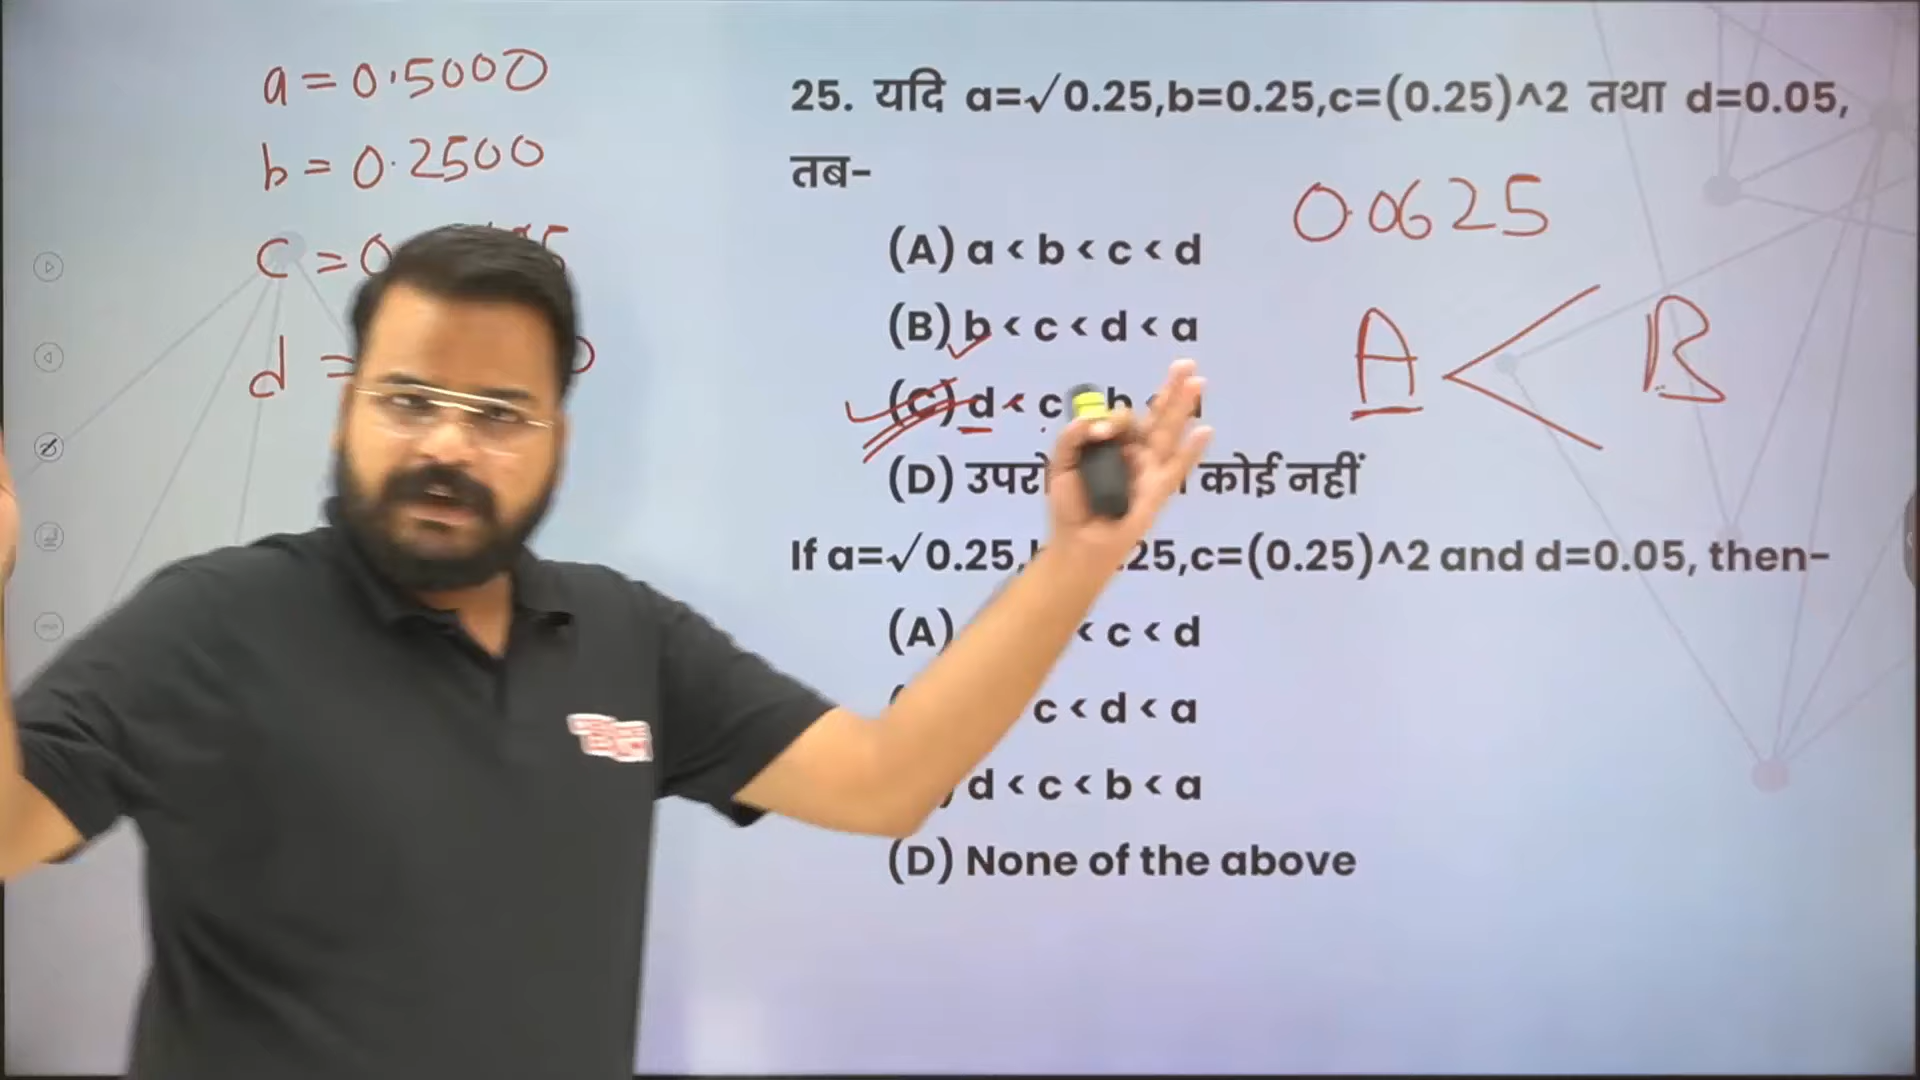 a = 0.5000
b = 0.2500
c = 0
d =
25. यदि a=√0.25,b=0.25,c=(0.25)^2 तथा d=0.05,
तब-
0.0625
(A) a < b < c < d
(B) b < c < d < a
A < B
(C) d < c b
(D) कोई नहीं
If a=√0.25, 25,c=(0.25)^2 and d=0.05, then-
(A) < c < d
c < d < a
) d < c < b < a
(D) None of the above